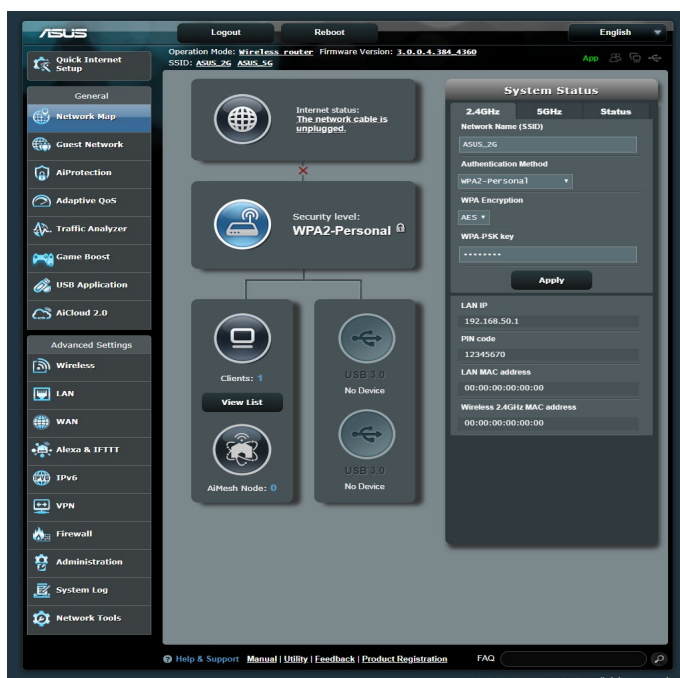 ASUS
Logout
Reboot
English
Quick Internet
Setup
Operation Mode: Wireless router Firmware Version: 3.0.0.4.384_4360
SSID: ASUS_2G ASUS_5G
App
General
Network Map
Guest Network
AiProtection
Adaptive QoS
Traffic Analyzer
Game Boost
USB Application
AiCloud 2.0
Advanced Settings
Wireless
LAN
WAN
Alexa & IFTTT
IPv6
VPN
Firewall
Administration
System Log
Network Tools
Internet status:
The network cable is
unplugged.
Security level:
WPA2-Personal
Clients: 1
View List
AiMesh Node: 0
USB 3.0
No Device
USB 3.0
No Device
System Status
2.4GHz 5GHz Status
Network Name (SSID)
ASUS_2G
Authentication Method
WPA2-Personal
WPA Encryption
AES
WPA-PSK key
••••••••
Apply
LAN IP
192.168.50.1
PIN code
12345670
LAN MAC address
00:00:00:00:00:00
Wireless 2.4GHz MAC address
00:00:00:00:00:00
Help & Support Manual | Utility | Feedback | Product Registration FAQ